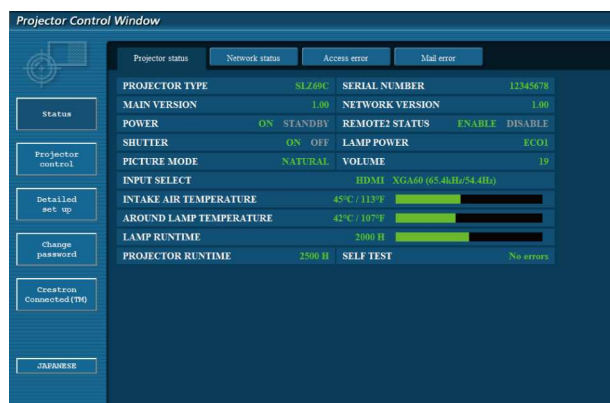 Projector Control Window
Projector status Network status Access error Mail error
Status
Projector
control
Detailed
set up
Change
password
Crestron
Connected(TM)
JAPANESE
PROJECTOR TYPE SLZ69C SERIAL NUMBER 12345678
MAIN VERSION 1.00 NETWORK VERSION 1.00
POWER ON STANDBY REMOTE2 STATUS ENABLE DISABLE
SHUTTER ON OFF LAMP POWER ECO1
PICTURE MODE NATURAL VOLUME 19
INPUT SELECT HDMI XGA60 (65.4kHz/54.4Hz)
INTAKE AIR TEMPERATURE 45°C / 113°F
AROUND LAMP TEMPERATURE 42°C / 107°F
LAMP RUNTIME 2000 H
PROJECTOR RUNTIME 2500 H SELF TEST No errors